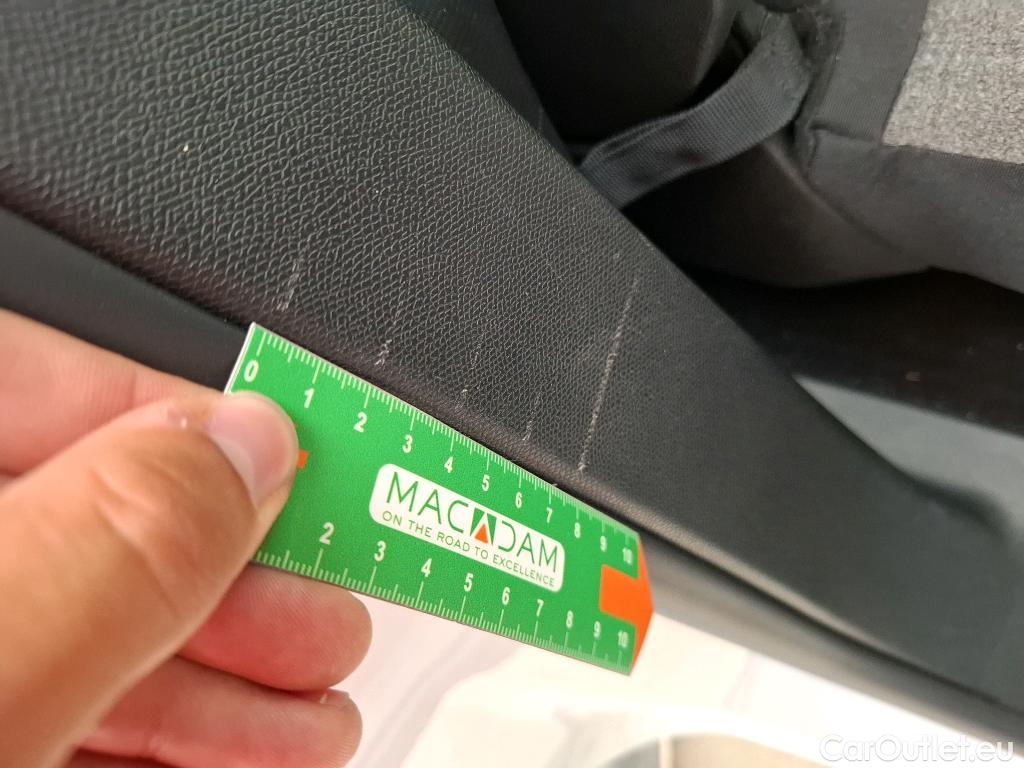 0 1 2 3 4 5 6 7 8 9 10
MACADAM
ON THE ROAD TO EXCELLENCE
2 3 4 5 6 7 8 9 10
CarOutlet.eu